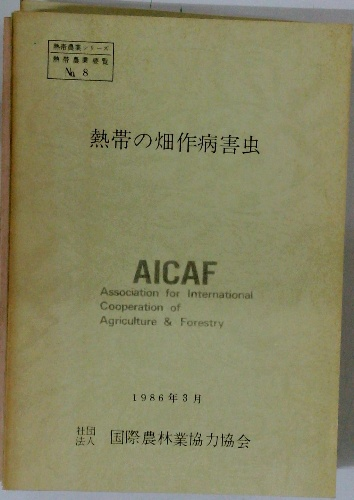 熱帯農業シリーズ
熱帯農業要覧
No. 8
熱帯の畑作病害虫
AICAF
Association for International
Cooperation of
Agriculture & Forestry
1986年3月
社団法人 国際農林業協力協会